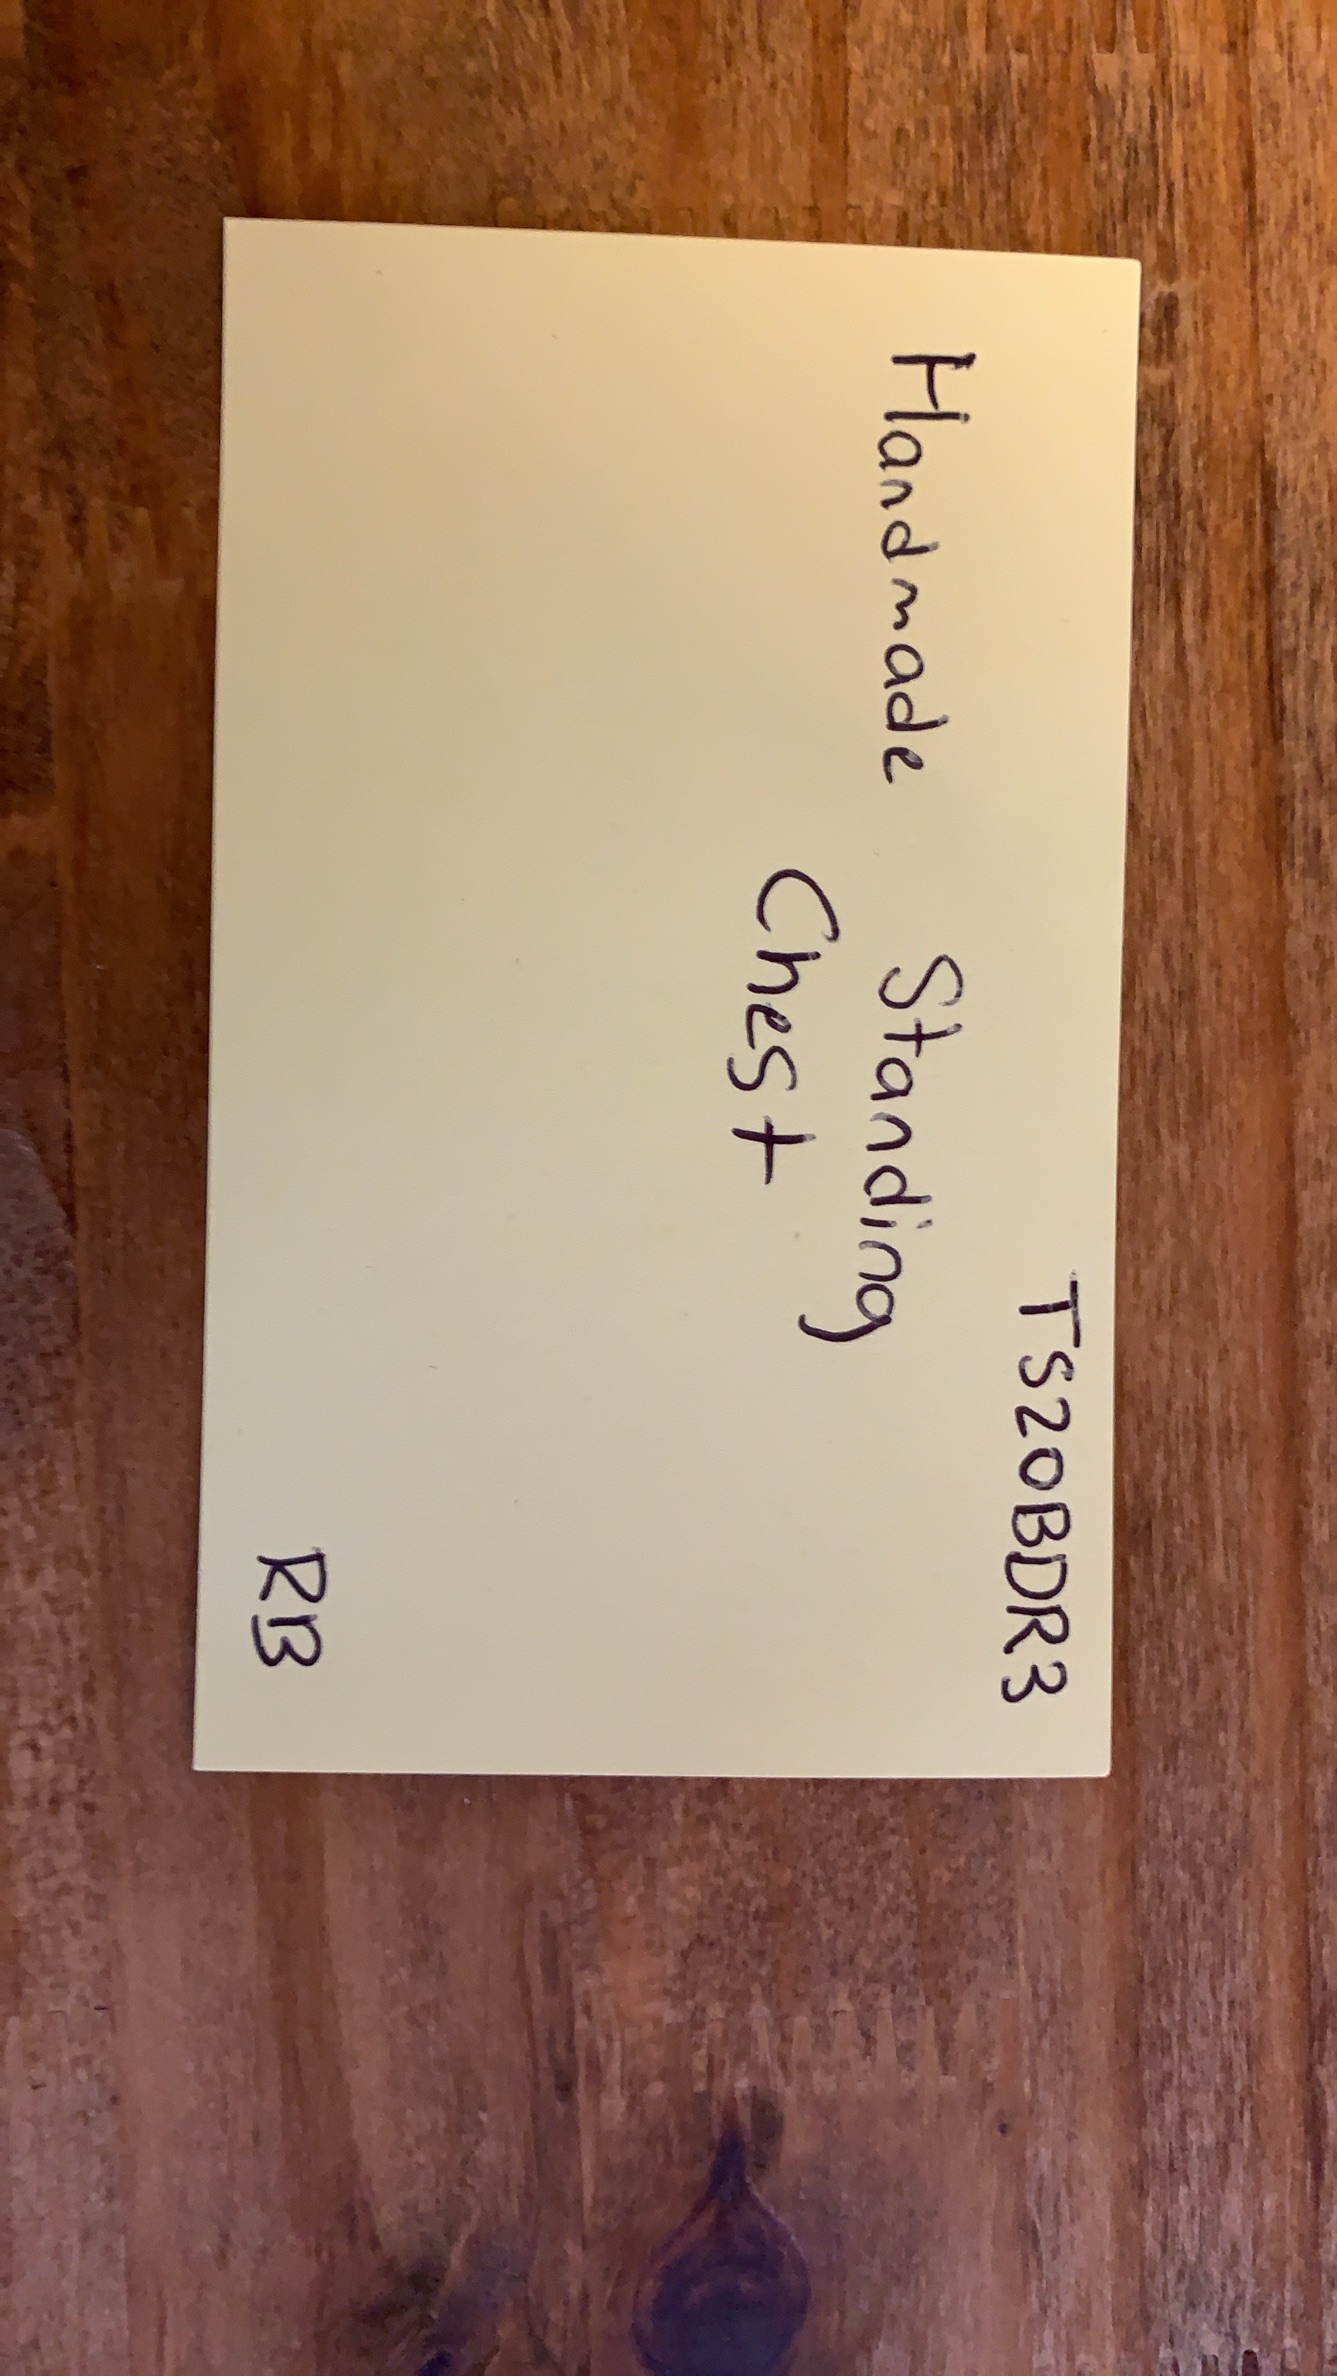 TS20BDR3
Handmade Standing
Chest
RB